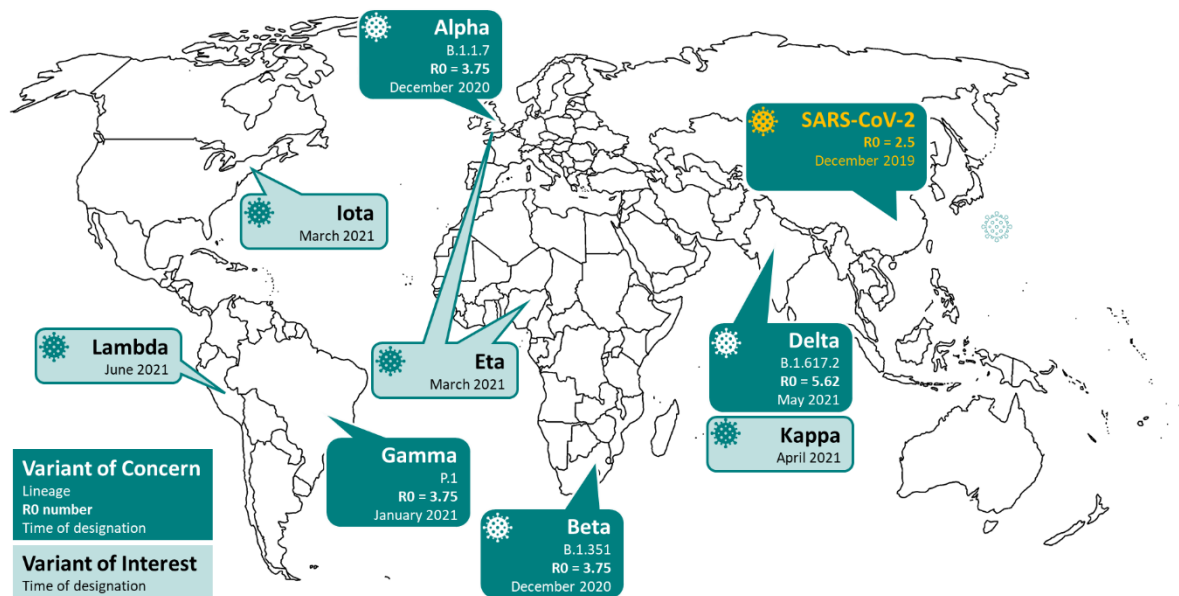 Alpha
B.1.1.7
R0 = 3.75
December 2020
SARS-CoV-2
R0 = 2.5
December 2019
Iota
March 2021
Lambda
June 2021
Eta
March 2021
Delta
B.1.617.2
R0 = 5.62
May 2021
Kappa
April 2021
Gamma
P.1
R0 = 3.75
January 2021
Beta
B.1.351
R0 = 3.75
December 2020
Variant of Concern
Lineage
R0 number
Time of designation
Variant of Interest
Time of designation